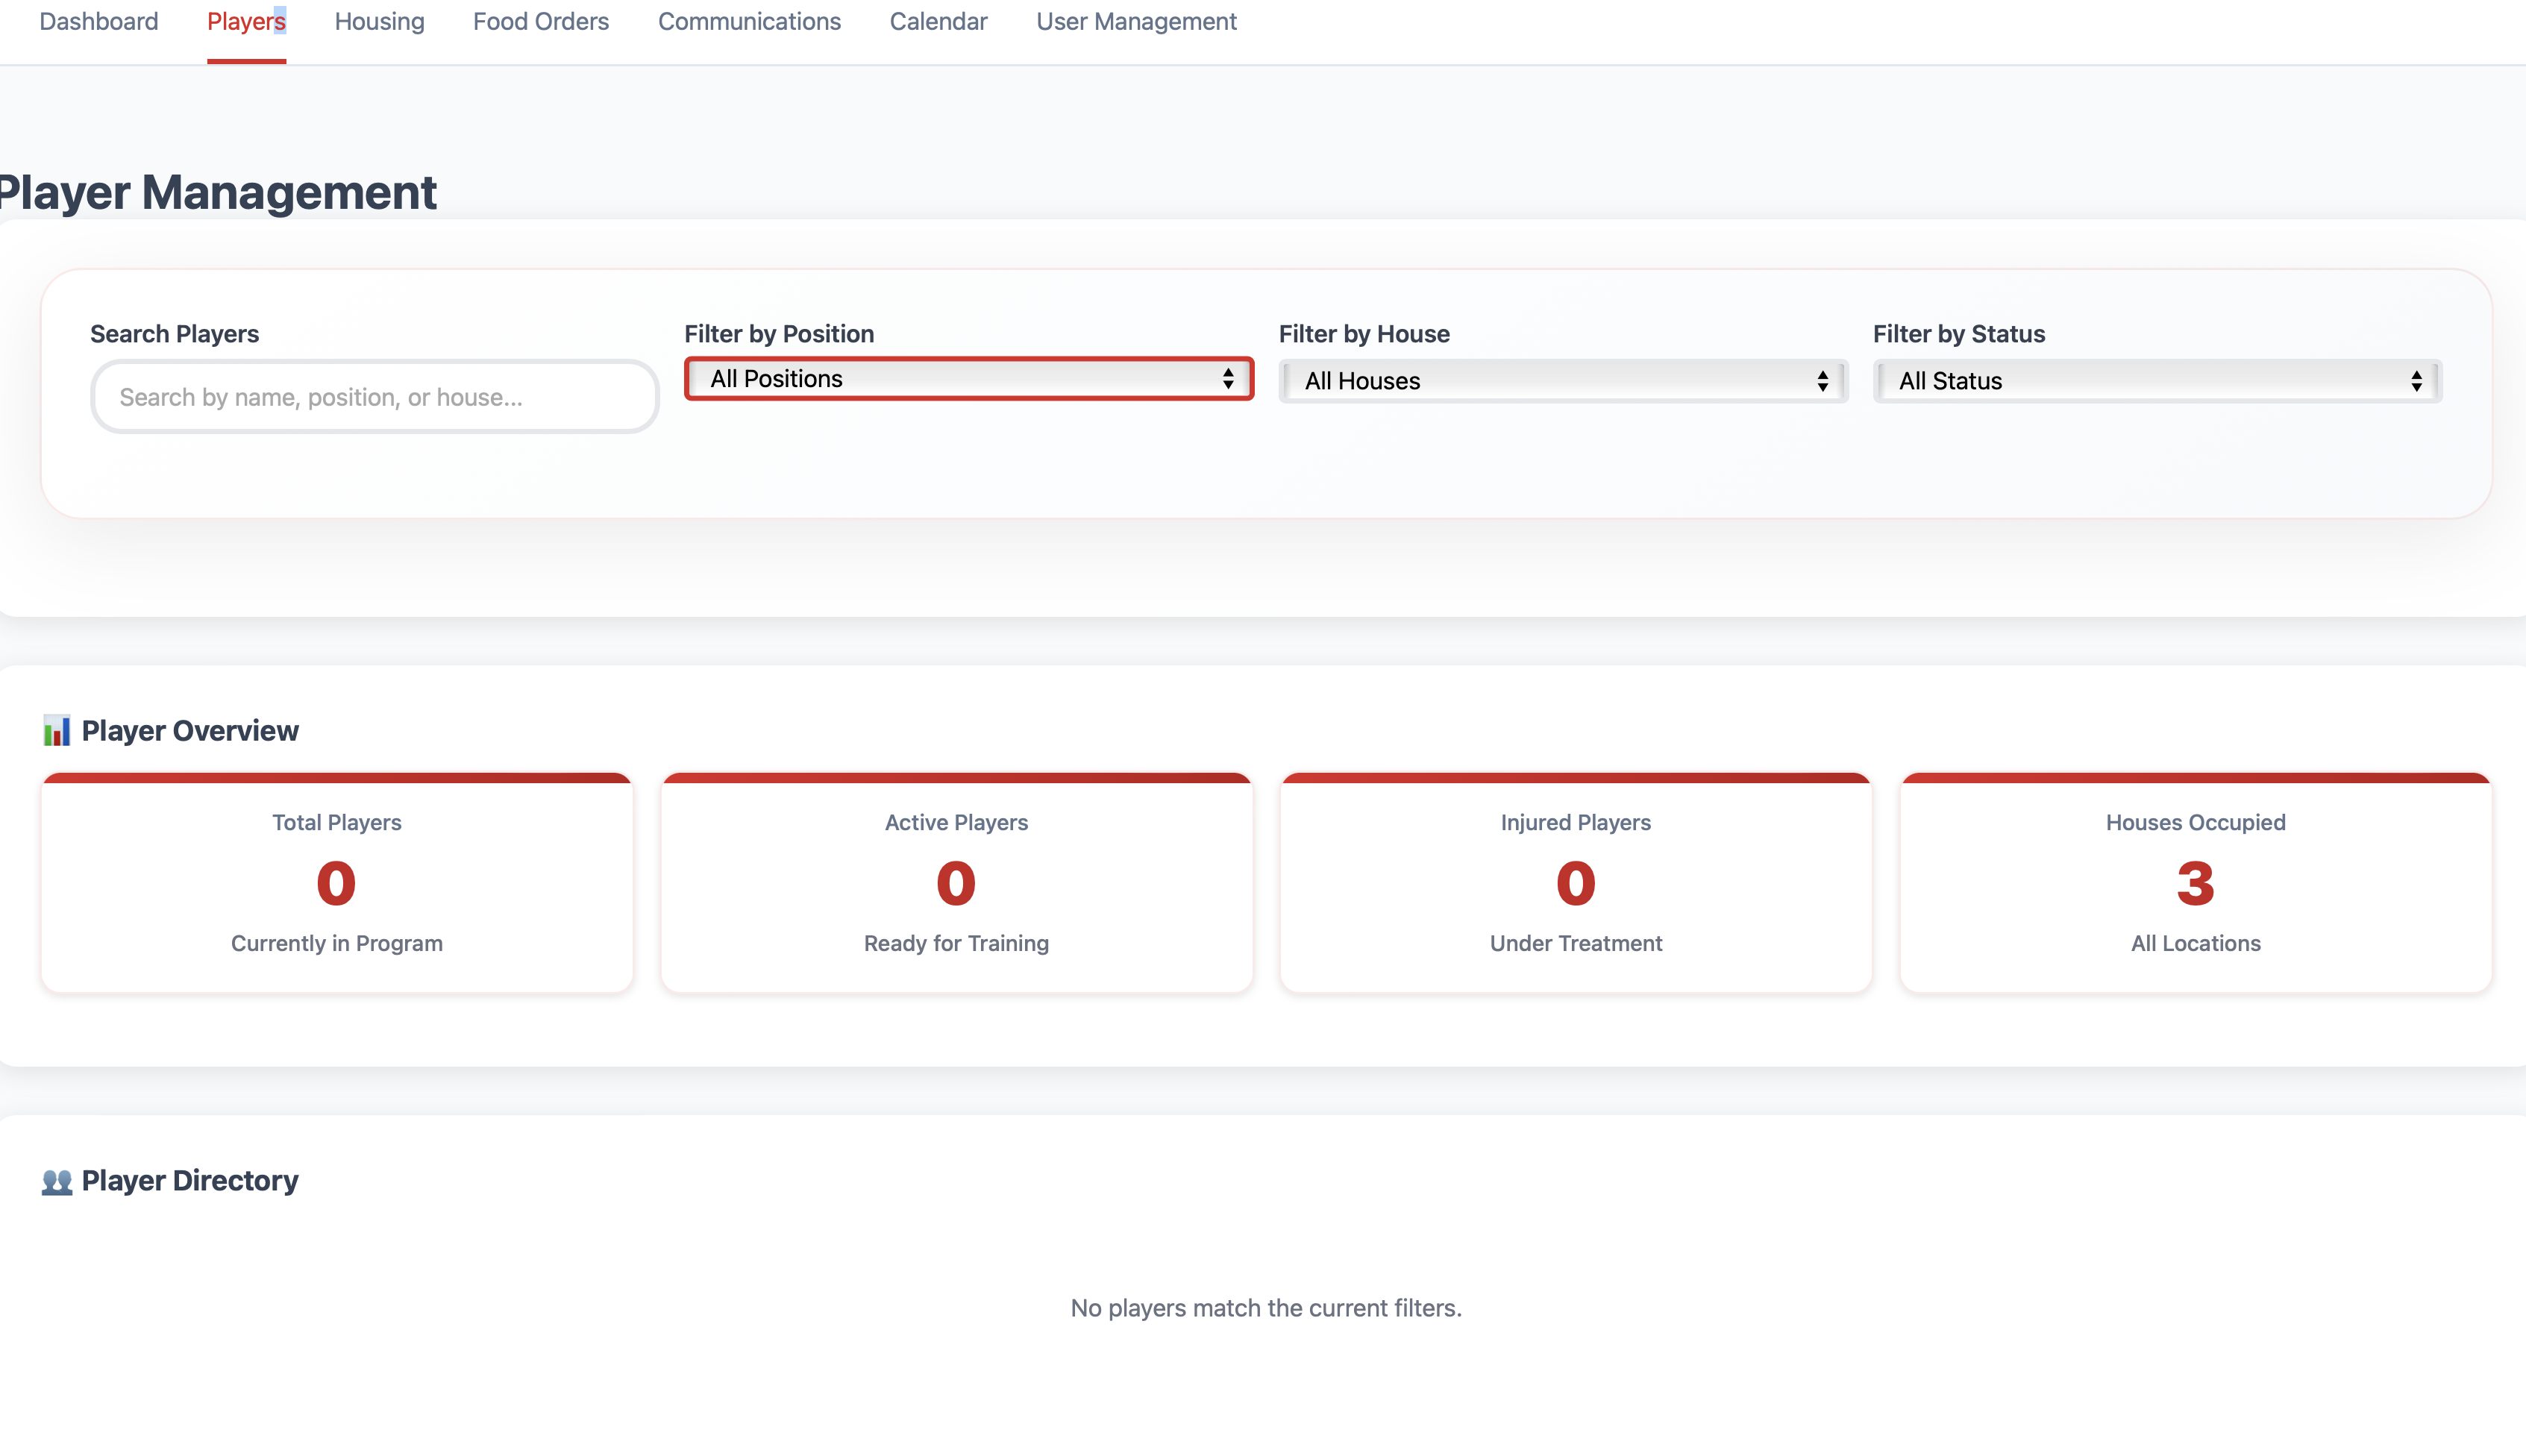 Dashboard Players Housing Food Orders Communications Calendar User Management
Player Management
Search Players Filter by Position Filter by House Filter by Status
Search by name, position, or house... All Positions All Houses All Status
Player Overview
Total Players Active Players Injured Players Houses Occupied
0 0 0 3
Currently in Program Ready for Training Under Treatment All Locations
Player Directory
No players match the current filters.